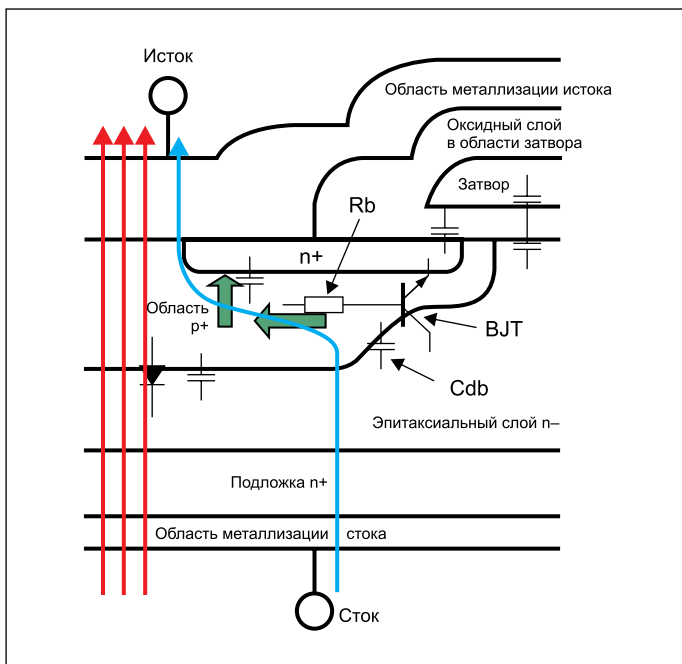 Исток
Область металлизации истока
Оксидный слой
в области затвора
Затвор
Rb
n+
Область
p+
BJT
Cdb
Эпитаксиальный слой n–
Подложка n+
Область металлизации стока
Сток